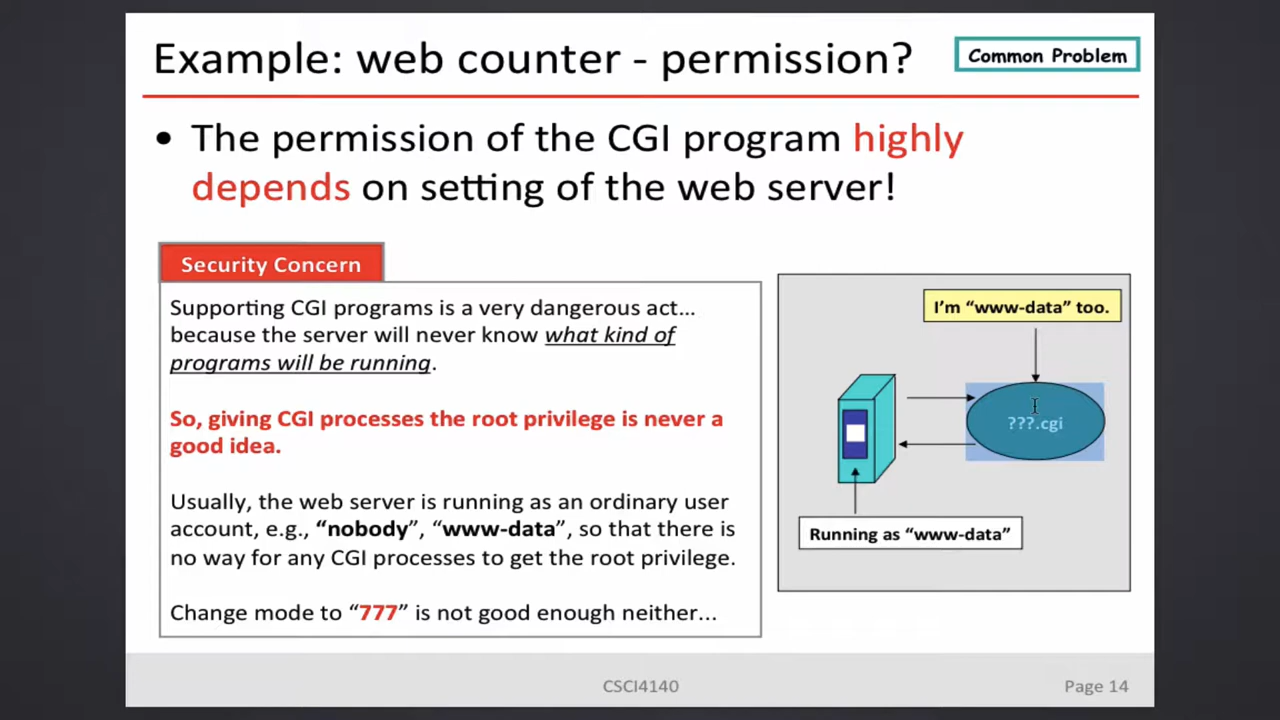 Example: web counter - permission?
Common Problem
• The permission of the CGI program highly
depends on setting of the web server!
Security Concern
Supporting CGI programs is a very dangerous act...
because the server will never know what kind of
programs will be running.
So, giving CGI processes the root privilege is never a
good idea.
Usually, the web server is running as an ordinary user
account, e.g., “nobody”, “www-data”, so that there is
no way for any CGI processes to get the root privilege.
Change mode to “777” is not good enough neither...
I’m “www-data” too.
???.cgi
Running as “www-data”
CSCI4140
Page 14